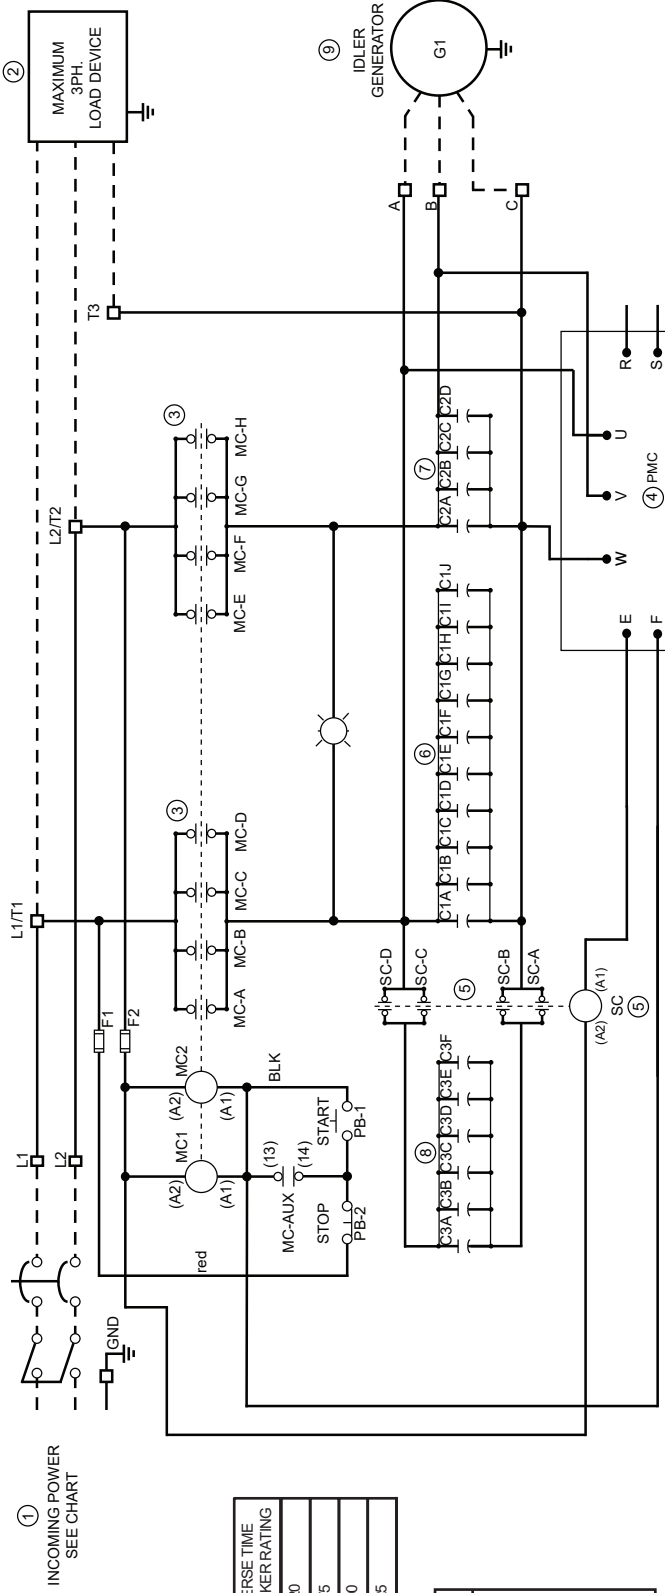 1
INCOMING POWER
SEE CHART
GND
L1
L2
L1/T1
L2/T2
T3
2
MAXIMUM
3PH.
LOAD DEVICE
F1
F2
MC1
(A2)
(A1)
MC2
(A2)
(A1)
BLK
red
MC-AUX
(13)
(14)
STOP
PB-2
START
PB-1
3
MC-A
MC-B
MC-C
MC-D
3
MC-E
MC-F
MC-G
MC-H
9
IDLER
GENERATOR
G1
A
B
C
8
C3A
C3B
C3C
C3D
C3E
C3F
SC-D
SC-C
5
SC-B
SC-A
6
C1A
C1B
C1C
C1D
C1E
C1F
C1G
C1H
C1I
C1J
7
C2A
C2B
C2C
C2D
(A2)
(A1)
SC
5
E
F
W
V
U
R
S
4
PMC